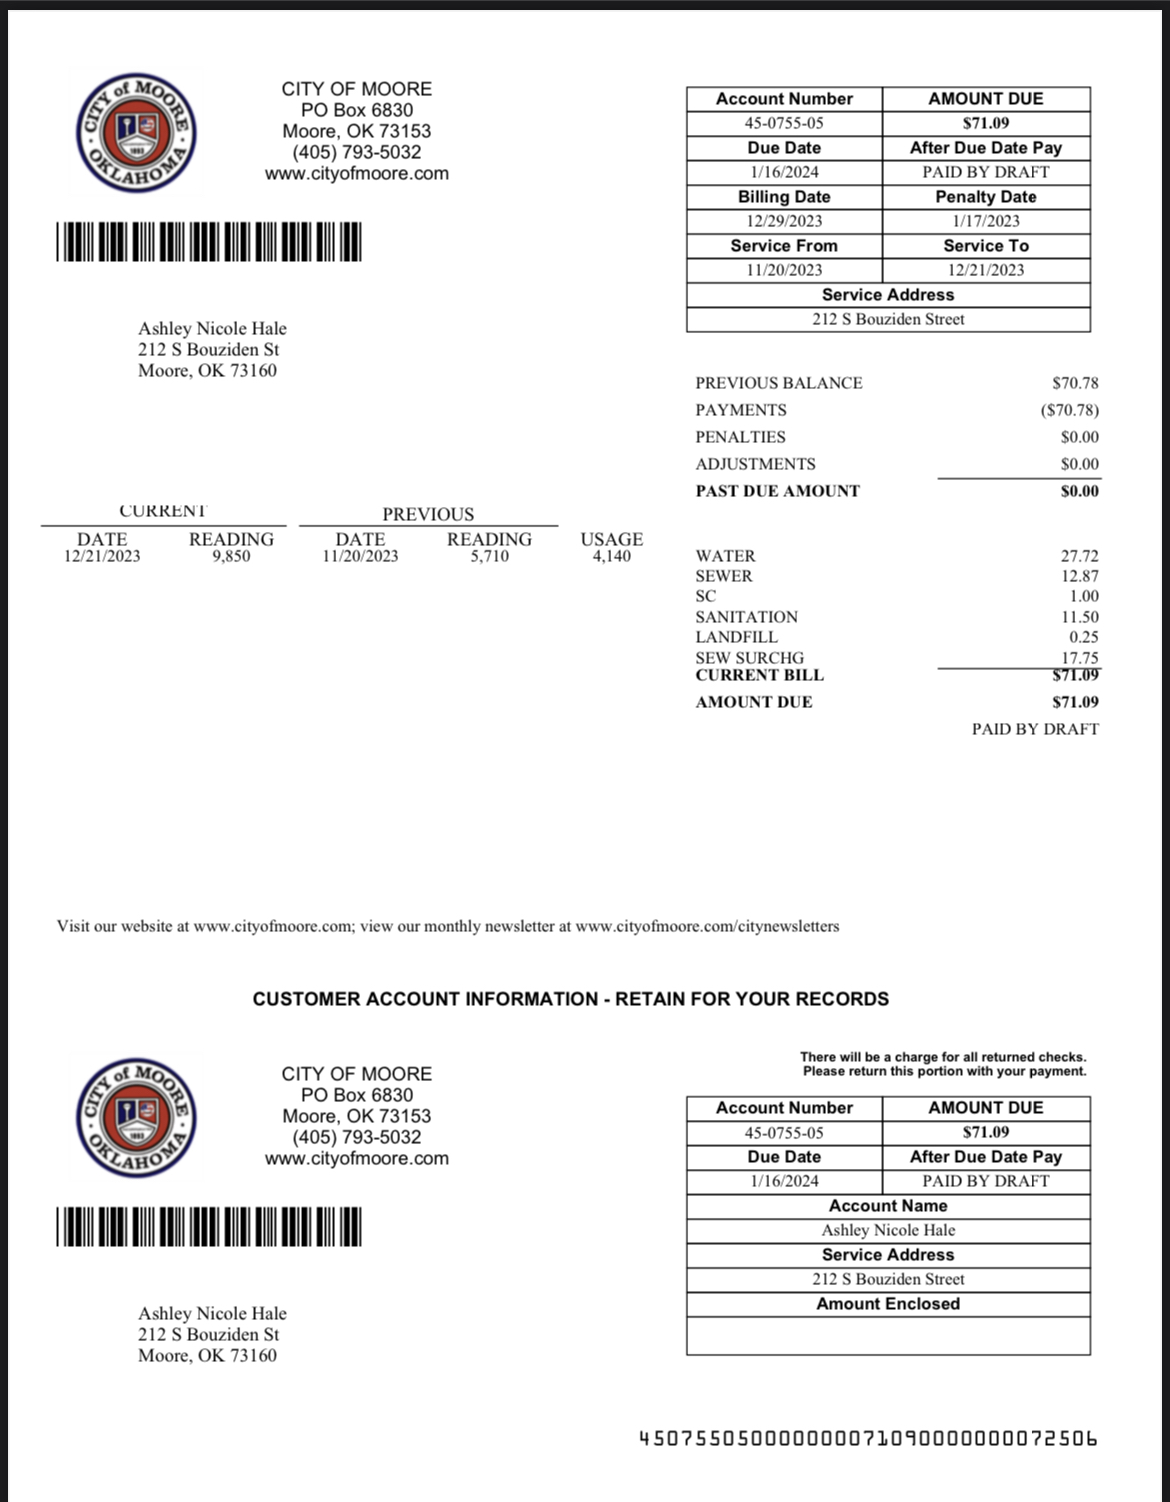 CITY of MOORE
OKLAHOMA
1893
CITY OF MOORE
PO Box 6830
Moore, OK 73153
(405) 793-5032
www.cityofmoore.com
Account Number AMOUNT DUE
45-0755-05 $71.09
Due Date After Due Date Pay
1/16/2024 PAID BY DRAFT
Billing Date Penalty Date
12/29/2023 1/17/2023
Service From Service To
11/20/2023 12/21/2023
Service Address
212 S Bouziden Street
Ashley Nicole Hale
212 S Bouziden St
Moore, OK 73160
PREVIOUS BALANCE $70.78
PAYMENTS ($70.78)
PENALTIES $0.00
ADJUSTMENTS $0.00
PAST DUE AMOUNT $0.00
CURRENT PREVIOUS
DATE READING DATE READING USAGE
12/21/2023 9,850 11/20/2023 5,710 4,140
WATER 27.72
SEWER 12.87
SC 1.00
SANITATION 11.50
LANDFILL 0.25
SEW SURCHG 17.75
CURRENT BILL $71.09
AMOUNT DUE $71.09
PAID BY DRAFT
Visit our website at www.cityofmoore.com; view our monthly newsletter at www.cityofmoore.com/citynewsletters
CUSTOMER ACCOUNT INFORMATION - RETAIN FOR YOUR RECORDS
CITY of MOORE
OKLAHOMA
1893
CITY OF MOORE
PO Box 6830
Moore, OK 73153
(405) 793-5032
www.cityofmoore.com
There will be a charge for all returned checks.
Please return this portion with your payment.
Account Number AMOUNT DUE
45-0755-05 $71.09
Due Date After Due Date Pay
1/16/2024 PAID BY DRAFT
Account Name
Ashley Nicole Hale
Service Address
212 S Bouziden Street
Amount Enclosed
Ashley Nicole Hale
212 S Bouziden St
Moore, OK 73160
4507550500000000710900000000072506